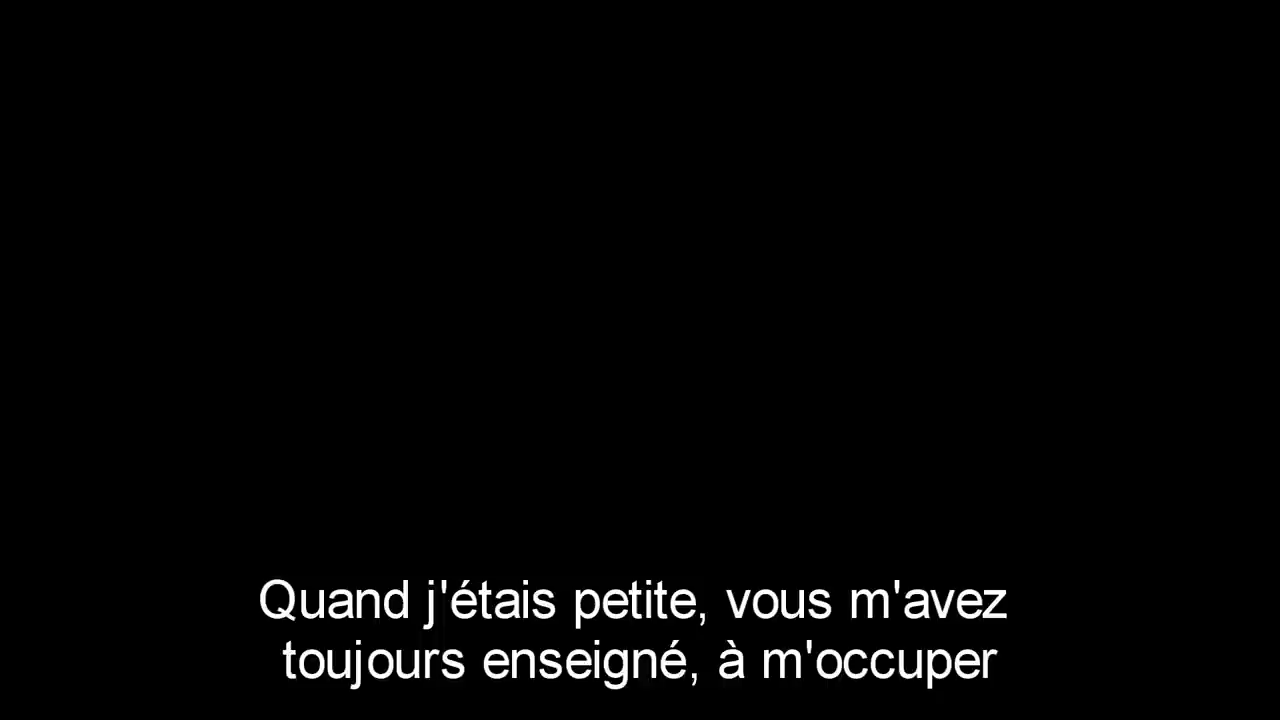 Quand j'étais petite, vous m'avez
toujours enseigné, à m'occuper